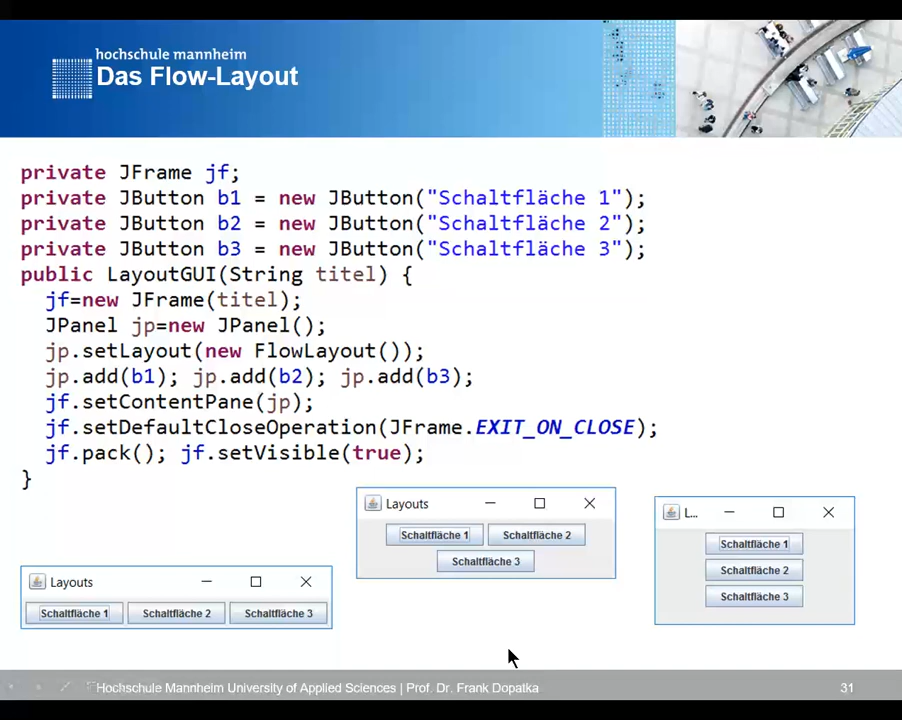 hochschule mannheim
Das Flow-Layout
private JFrame jf;
private JButton b1 = new JButton("Schaltfläche 1");
private JButton b2 = new JButton("Schaltfläche 2");
private JButton b3 = new JButton("Schaltfläche 3");
public LayoutGUI(String titel) {
jf=new JFrame(titel);
JPanel jp=new JPanel();
jp.setLayout(new FlowLayout());
jp.add(b1); jp.add(b2); jp.add(b3);
jf.setContentPane(jp);
jf.setDefaultCloseOperation(JFrame.EXIT_ON_CLOSE);
jf.pack(); jf.setVisible(true);
}
Layouts
Schaltfläche 1 Schaltfläche 2 Schaltfläche 3
Layouts
Schaltfläche 1 Schaltfläche 2
Schaltfläche 3
L...
Schaltfläche 1
Schaltfläche 2
Schaltfläche 3
Hochschule Mannheim University of Applied Sciences | Prof. Dr. Frank Dopatka
31